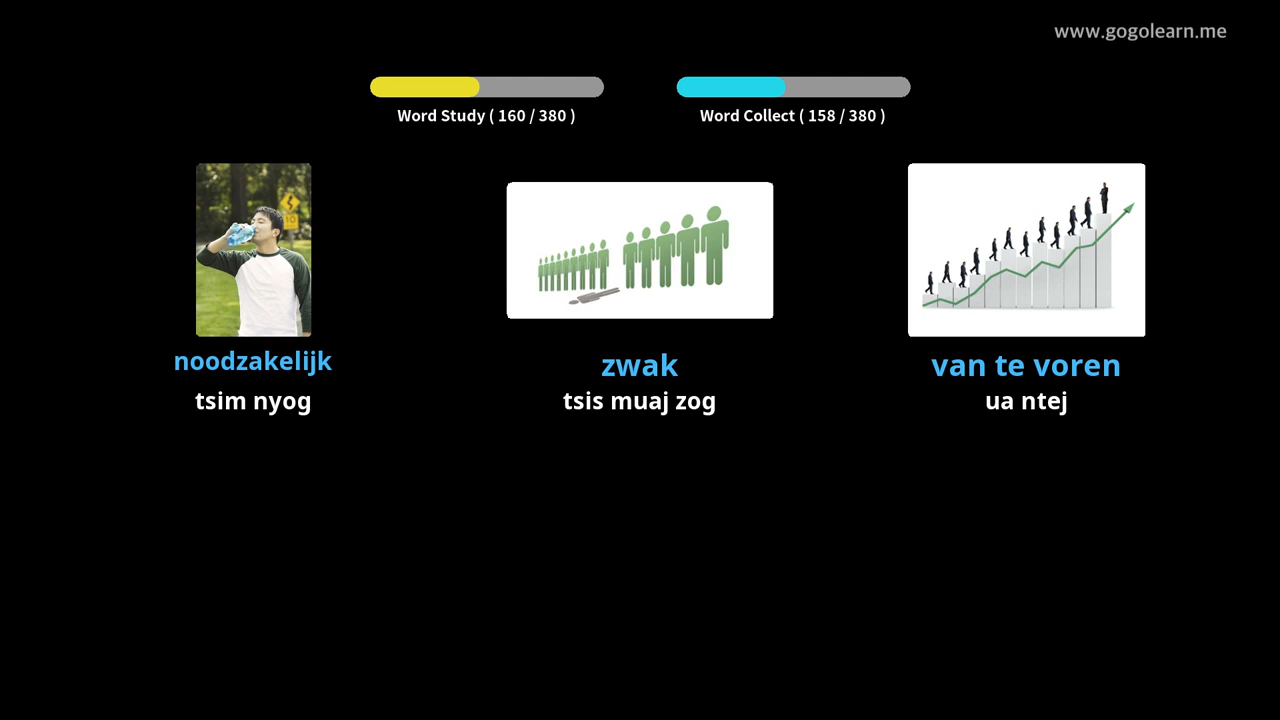 www.gogolearn.me
Word Study ( 160 / 380 )
Word Collect ( 158 / 380 )
10
noodzakelijk
zwak
van te voren
tsim nyog
tsis muaj zog
ua ntej